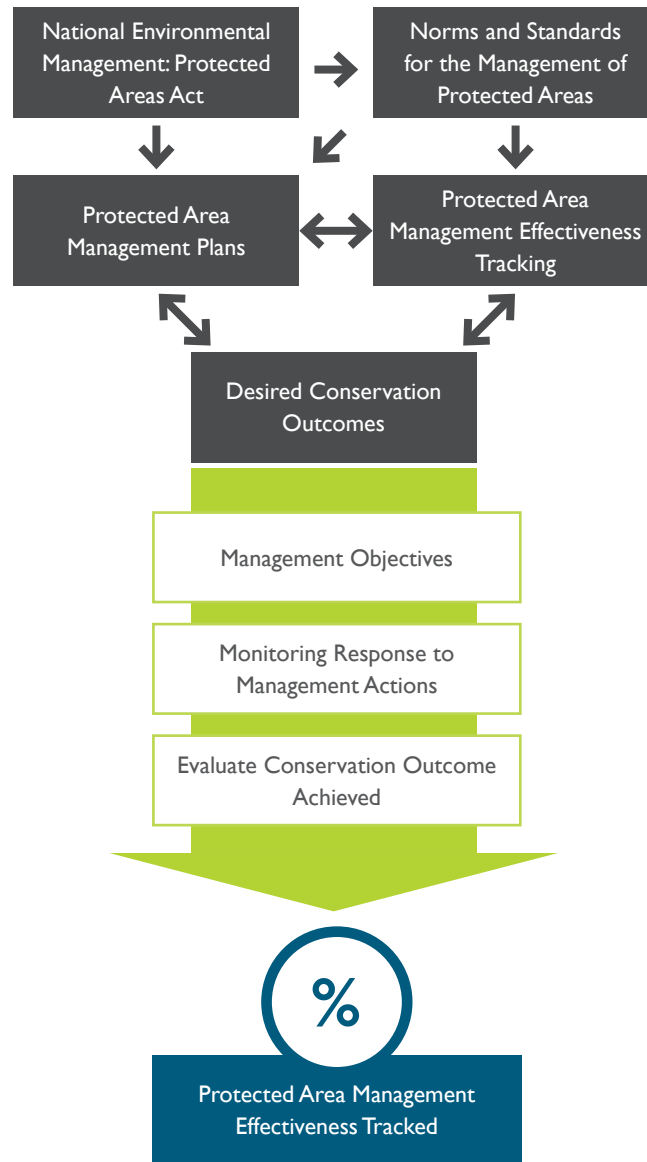 National Environmental
Management: Protected
Areas Act
Norms and Standards
for the Management of
Protected Areas
Protected Area
Management Plans
Protected Area
Management Effectiveness
Tracking
Desired Conservation
Outcomes
Management Objectives
Monitoring Response to
Management Actions
Evaluate Conservation Outcome
Achieved
%
Protected Area Management
Effectiveness Tracked